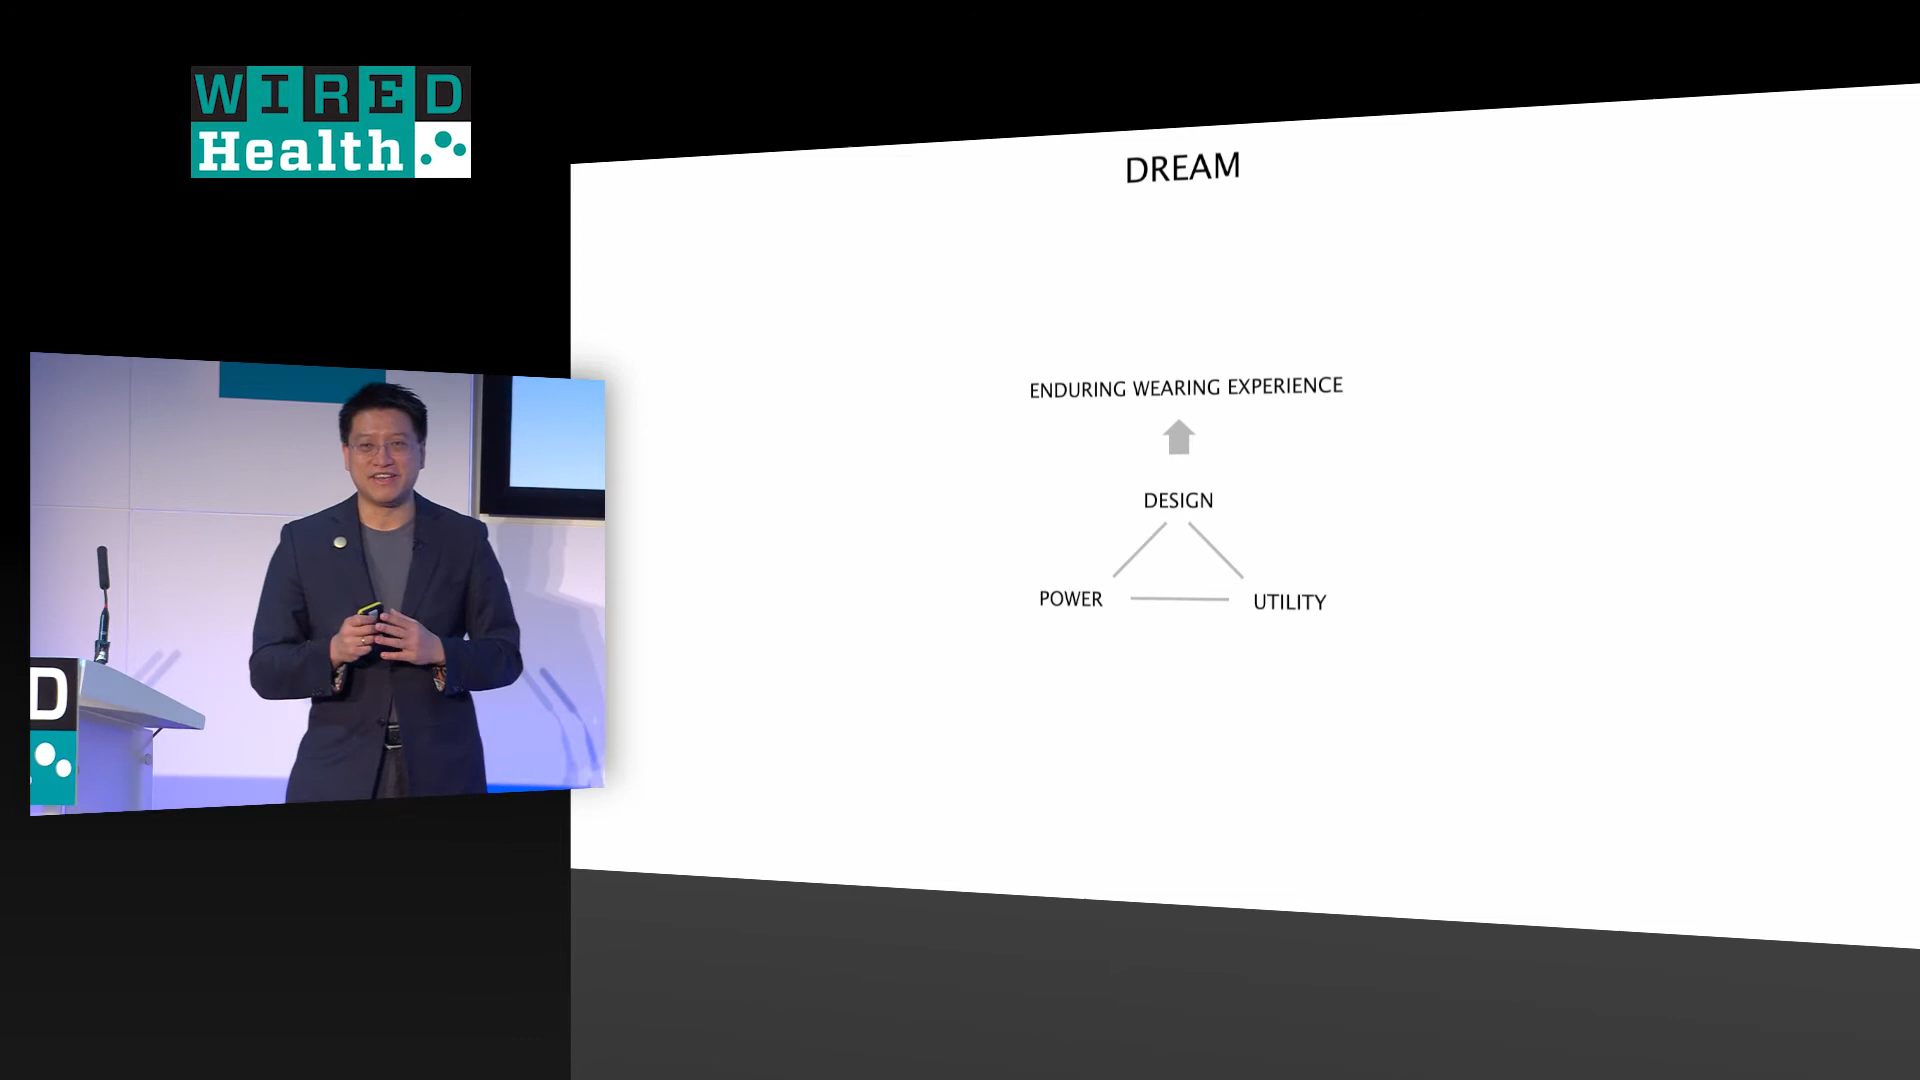 WIRED
Health
DREAM
ENDURING WEARING EXPERIENCE
DESIGN
POWER
UTILITY
D